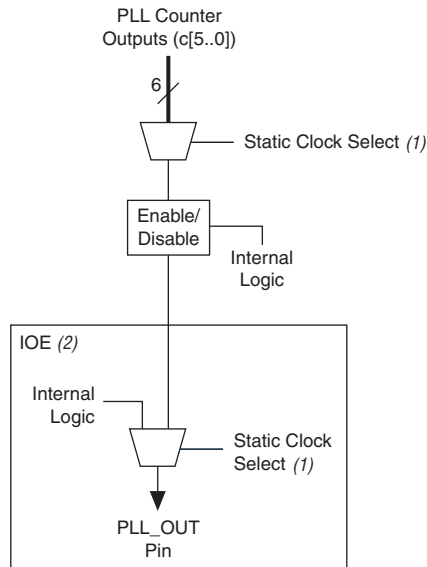 PLL Counter
Outputs (c[5..0])
6
Static Clock Select (1)
Enable/
Disable
Internal
Logic
IOE (2)
Internal
Logic
Static Clock
Select (1)
PLL_OUT
Pin